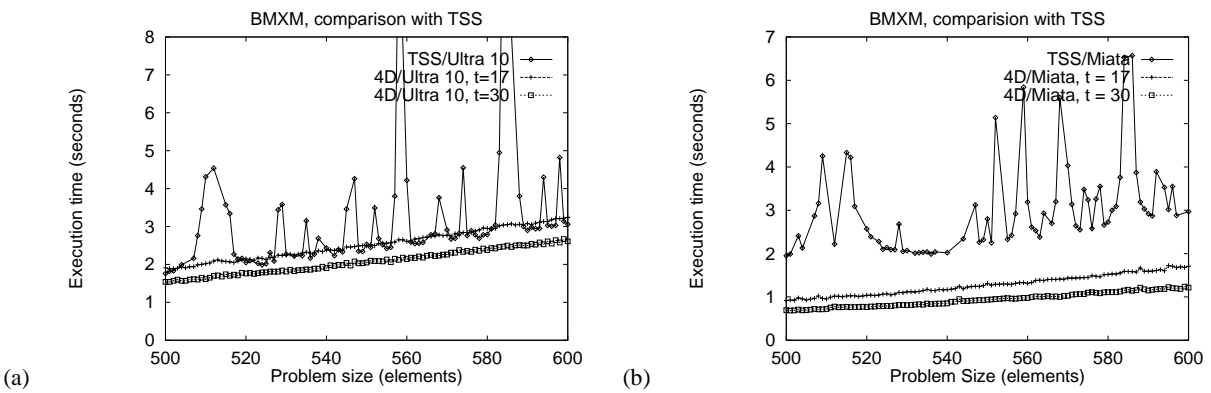 BMXM, comparison with TSS
8
7
6
5
4
3
2
1
0
Execution time (seconds)
TSS/Ultra 10
4D/Ultra 10, t=17
4D/Ultra 10, t=30
500 520 540 560 580 600
Problem size (elements)
(a)
BMXM, comparision with TSS
7
6
5
4
3
2
1
0
Execution time (seconds)
TSS/Miata
4D/Miata, t = 17
4D/Miata, t = 30
500 520 540 560 580 600
Problem Size (elements)
(b)